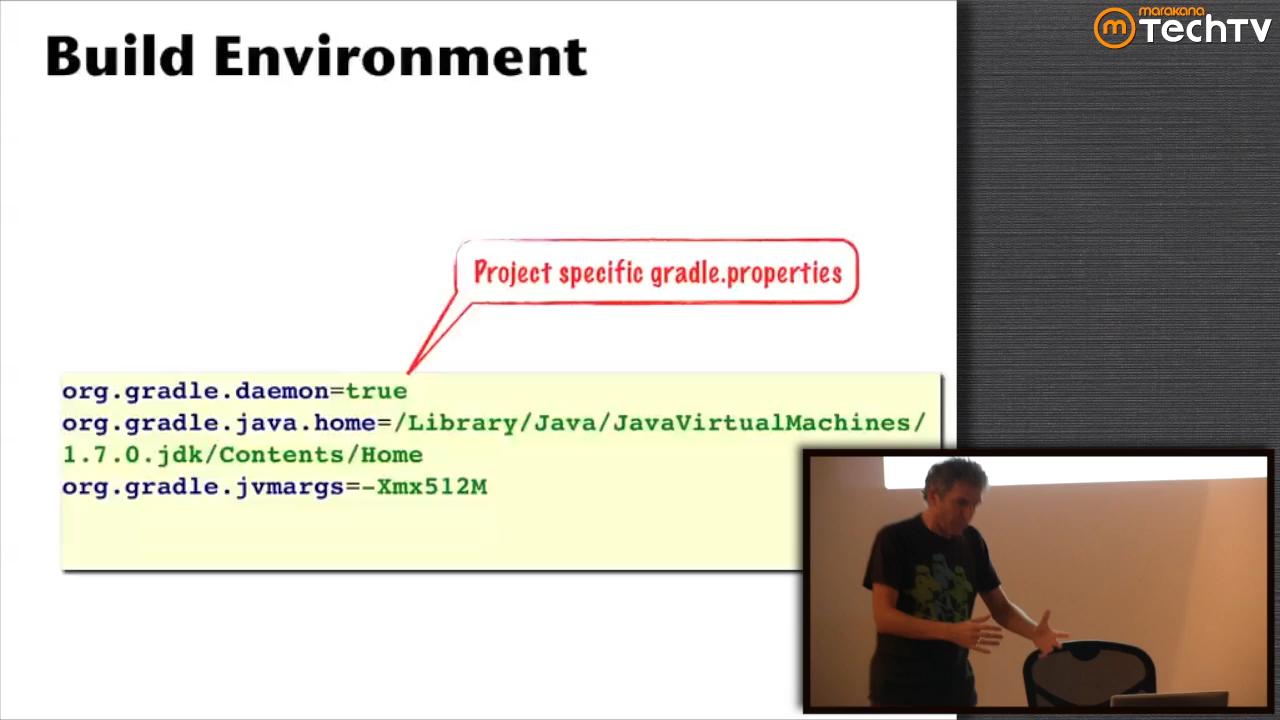 Build Environment
marakana
m TechTV
Project specific gradle.properties
org.gradle.daemon=true
org.gradle.java.home=/Library/Java/JavaVirtualMachines/
1.7.0.jdk/Contents/Home
org.gradle.jvmargs=-Xmx512M